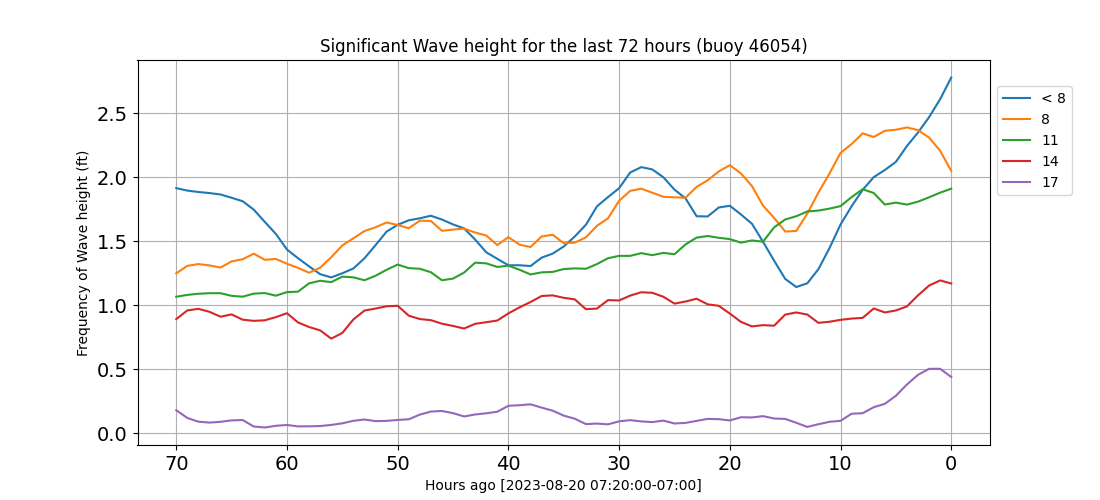 Significant Wave height for the last 72 hours (buoy 46054)
Frequency of Wave height (ft)
2.5
2.0
1.5
1.0
0.5
0.0
70 60 50 40 30 20 10 0
Hours ago [2023-08-20 07:20:00-07:00]
< 8
8
11
14
17